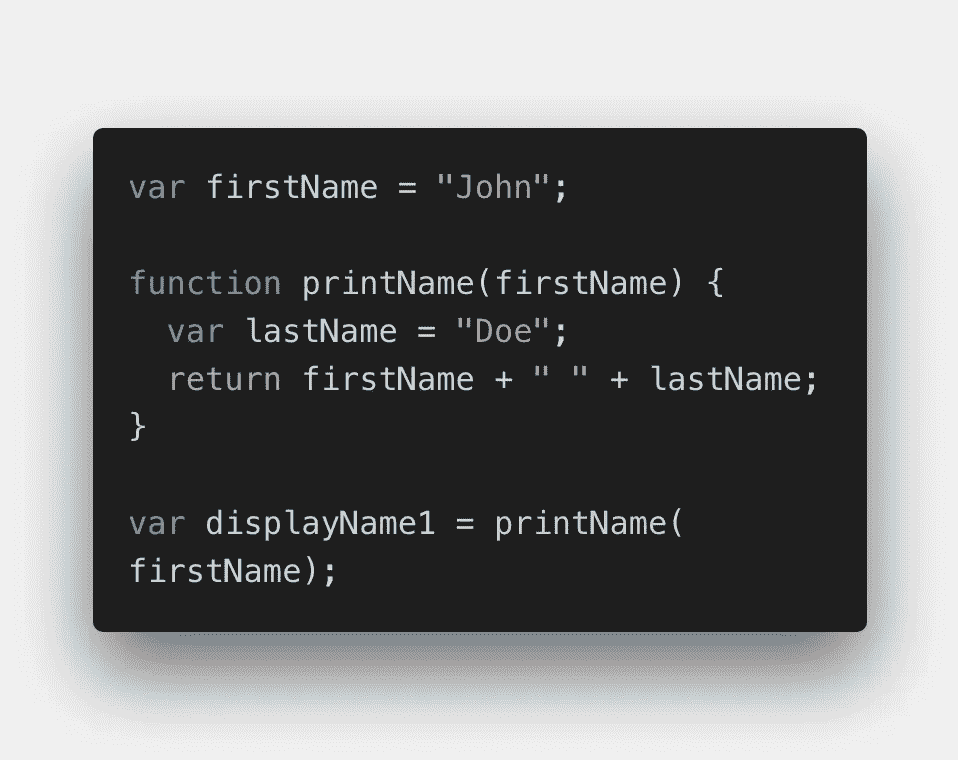 var firstName = "John";
function printName(firstName) {
  var lastName = "Doe";
  return firstName + " " + lastName;
}
var displayName1 = printName(
firstName);